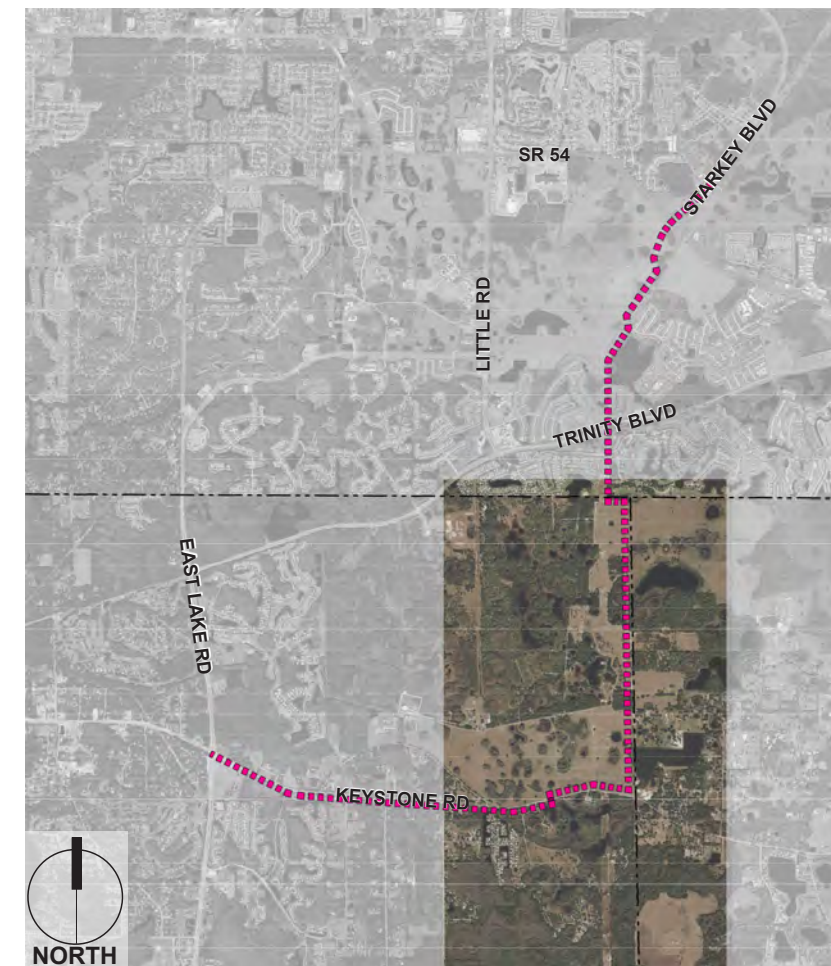 SR 54
STARKEY BLVD
LITTLE RD
TRINITY BLVD
EAST LAKE RD
KEYSTONE RD
NORTH